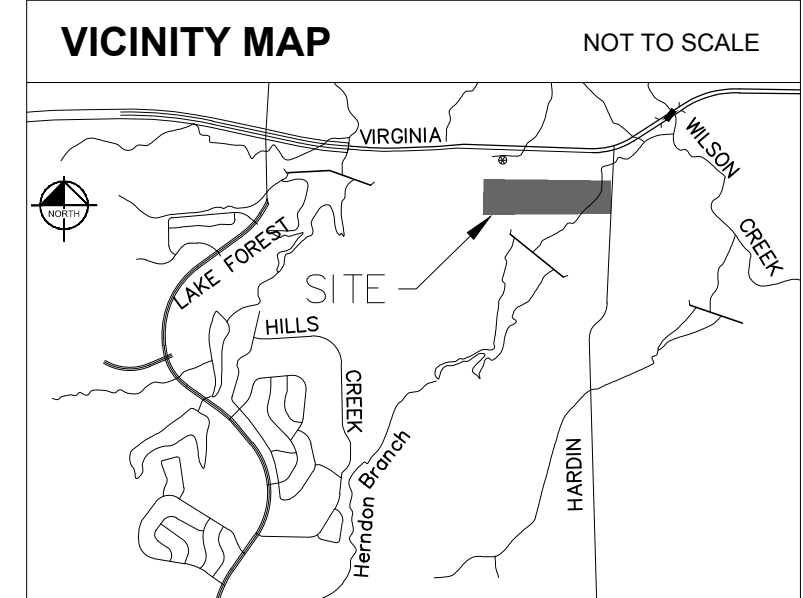 VICINITY MAP
NOT TO SCALE
VIRGINIA
WILSON
CREEK
NORTH
LAKE FOREST
SITE
HILLS
CREEK
Herndon Branch
HARDIN